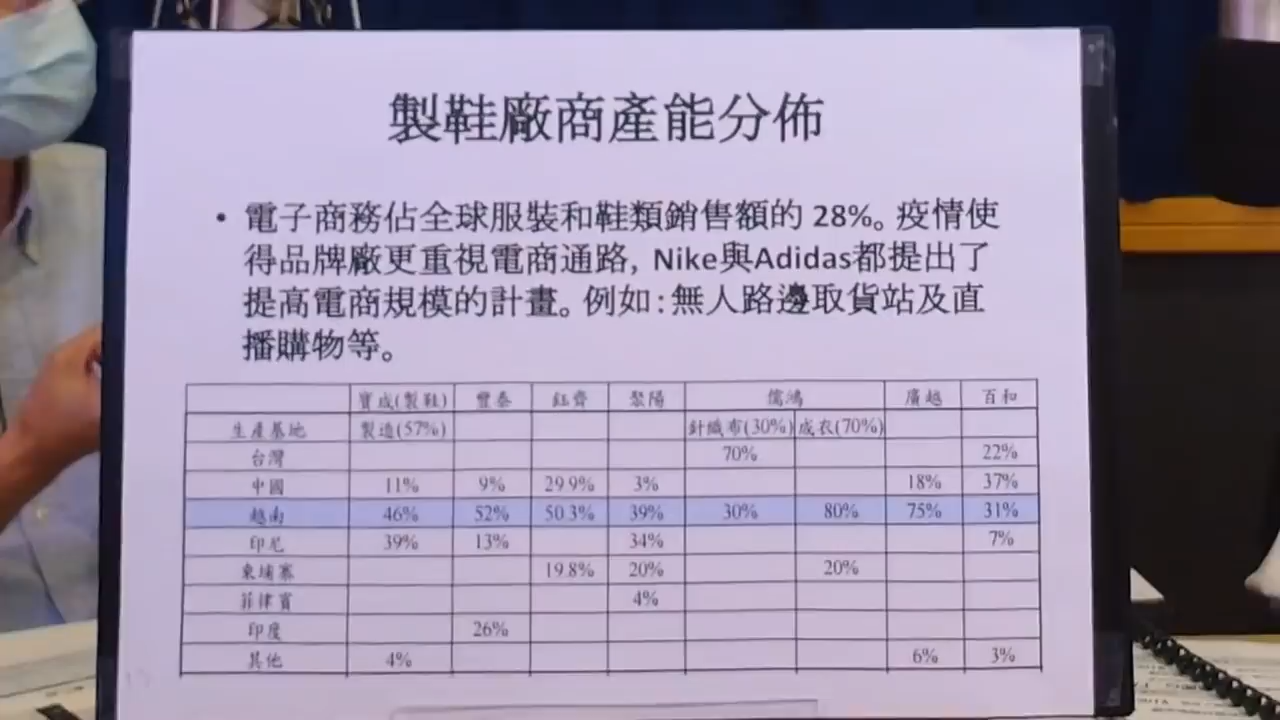 製鞋廠商產能分佈
• 電子商務佔全球服裝和鞋類銷售額的 28%。疫情使
得品牌廠更重視電商通路, Nike與Adidas都提出了
提高電商規模的計畫。例如：無人路邊取貨站及直
播購物等。
寶成(製鞋) 豐泰 鈺齊 聚陽 儒鴻 廣越 百和
生產基地 製造(57%) 針織布(30%) 成衣(70%)
台灣 70% 22%
中國 11% 9% 29.9% 3% 18% 37%
越南 46% 52% 50.3% 39% 30% 80% 75% 31%
印尼 39% 13% 34% 7%
柬埔寨 19.8% 20% 20%
菲律賓 4%
印度 26%
其他 4% 6% 3%